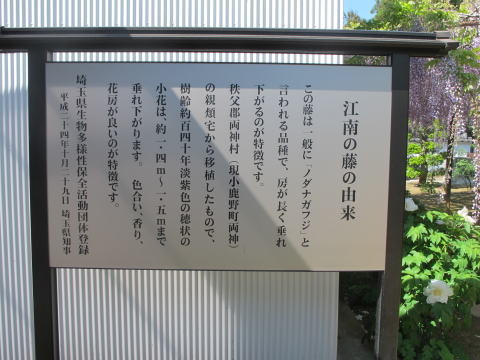 江南の藤の由来
この藤は一般に「ノダナガフジ」と
言われる品種で、房が長く垂れ
下がるのが特徴です。
秩父郡両神村（現小鹿野町両神）
の親類宅から移植したもので、
樹齢約百四十年淡紫色の穂状の
小花は、約一・四m〜一・五mまで
垂れ下がります。色合い、香り、
花房が良いのが特徴です。
埼玉県生物多様性保全活動団体登録
平成二十四年十月二十九日 埼玉県知事